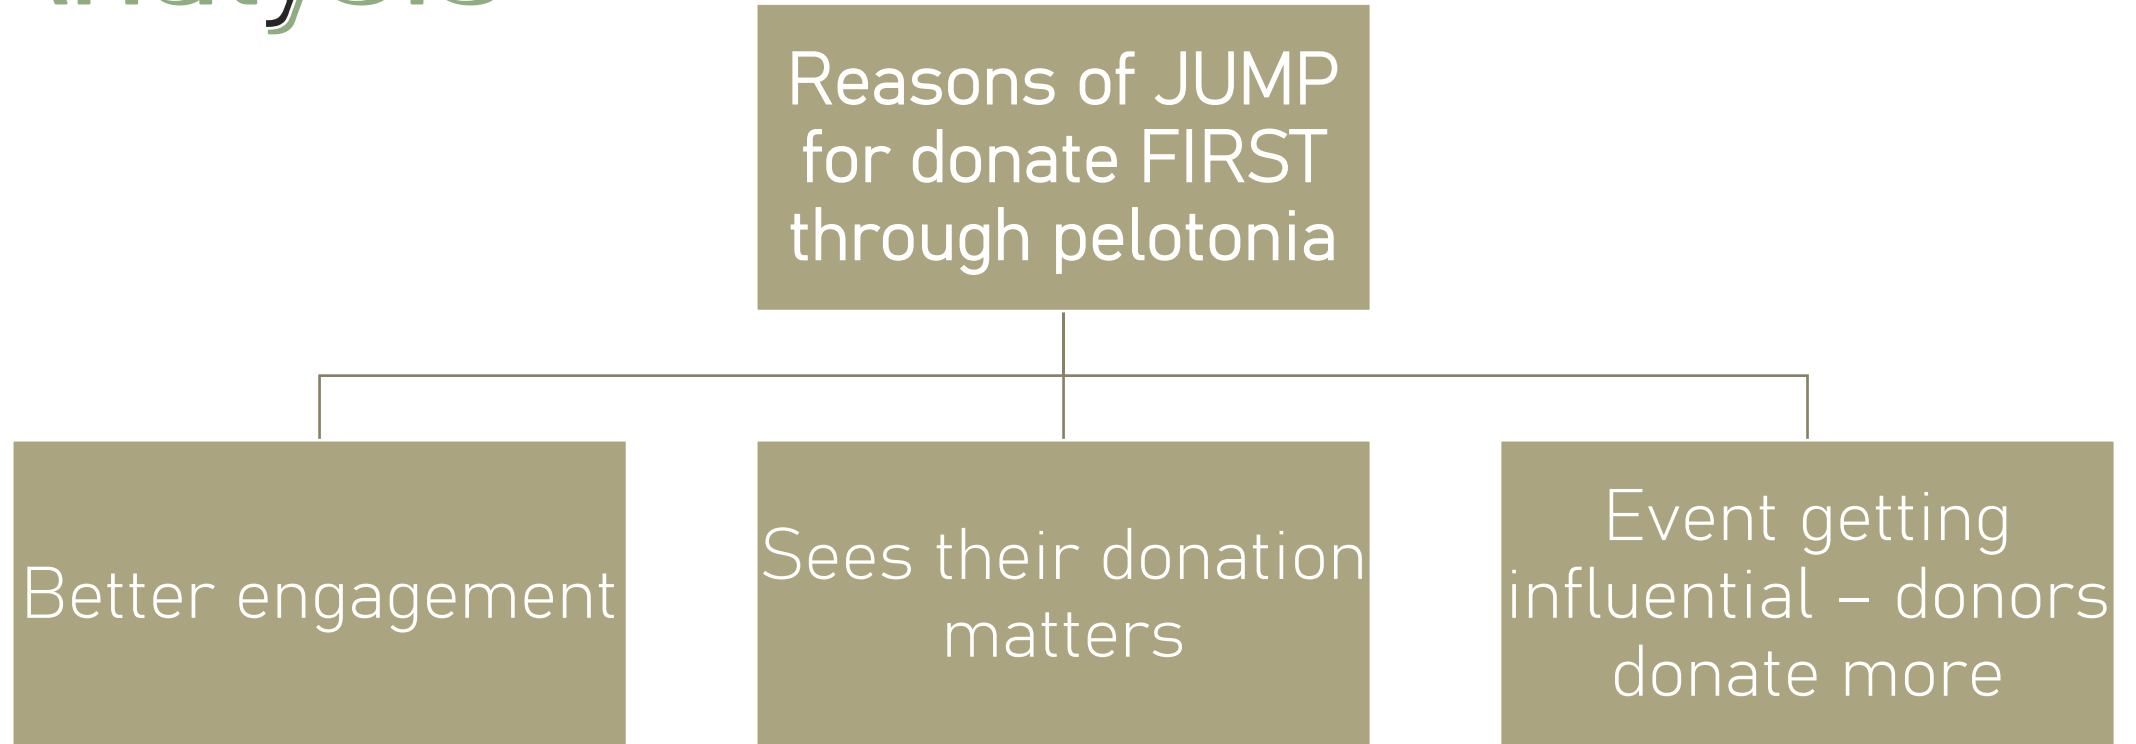 Analysis
Reasons of JUMP
for donate FIRST
through pelotonia
Better engagement
Sees their donation
matters
Event getting
influential – donors
donate more